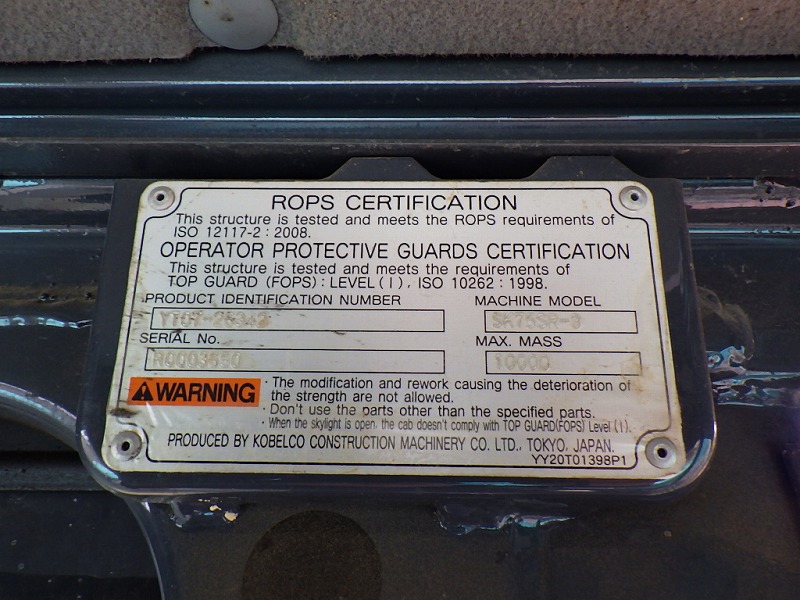 ROPS CERTIFICATION
This structure is tested and meets the ROPS requirements of
ISO 12117-2 : 2008.
OPERATOR PROTECTIVE GUARDS CERTIFICATION
This structure is tested and meets the requirements of
TOP GUARD (FOPS) : LEVEL ( I ) , ISO 10262 : 1998.
PRODUCT IDENTIFICATION NUMBER
MACHINE MODEL
SERIAL No.
MAX. MASS
10000
WARNING
· The modification and rework causing the deterioration of
the strength are not allowed.
· Don't use the parts other than the specified parts.
· When the skylight is open, the cab doesn't comply with TOP GUARD(FOPS) Level ( I ).
PRODUCED BY KOBELCO CONSTRUCTION MACHINERY CO. LTD., TOKYO, JAPAN.
YY20T01398P1